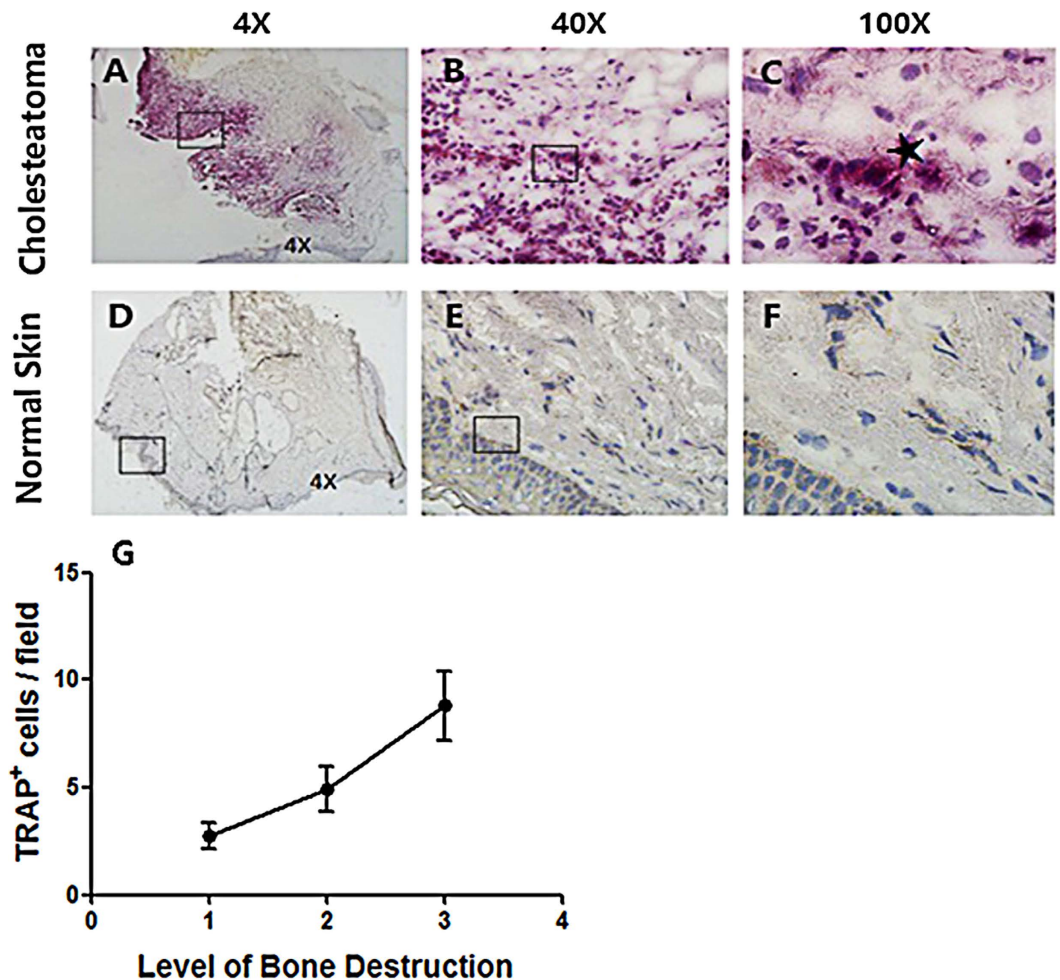 4X 40X 100X
Cholesteatoma
A B C
4X
Normal Skin
D E F
4X
G
TRAP⁺ cells / field
15
10
5
0
0 1 2 3 4
Level of Bone Destruction